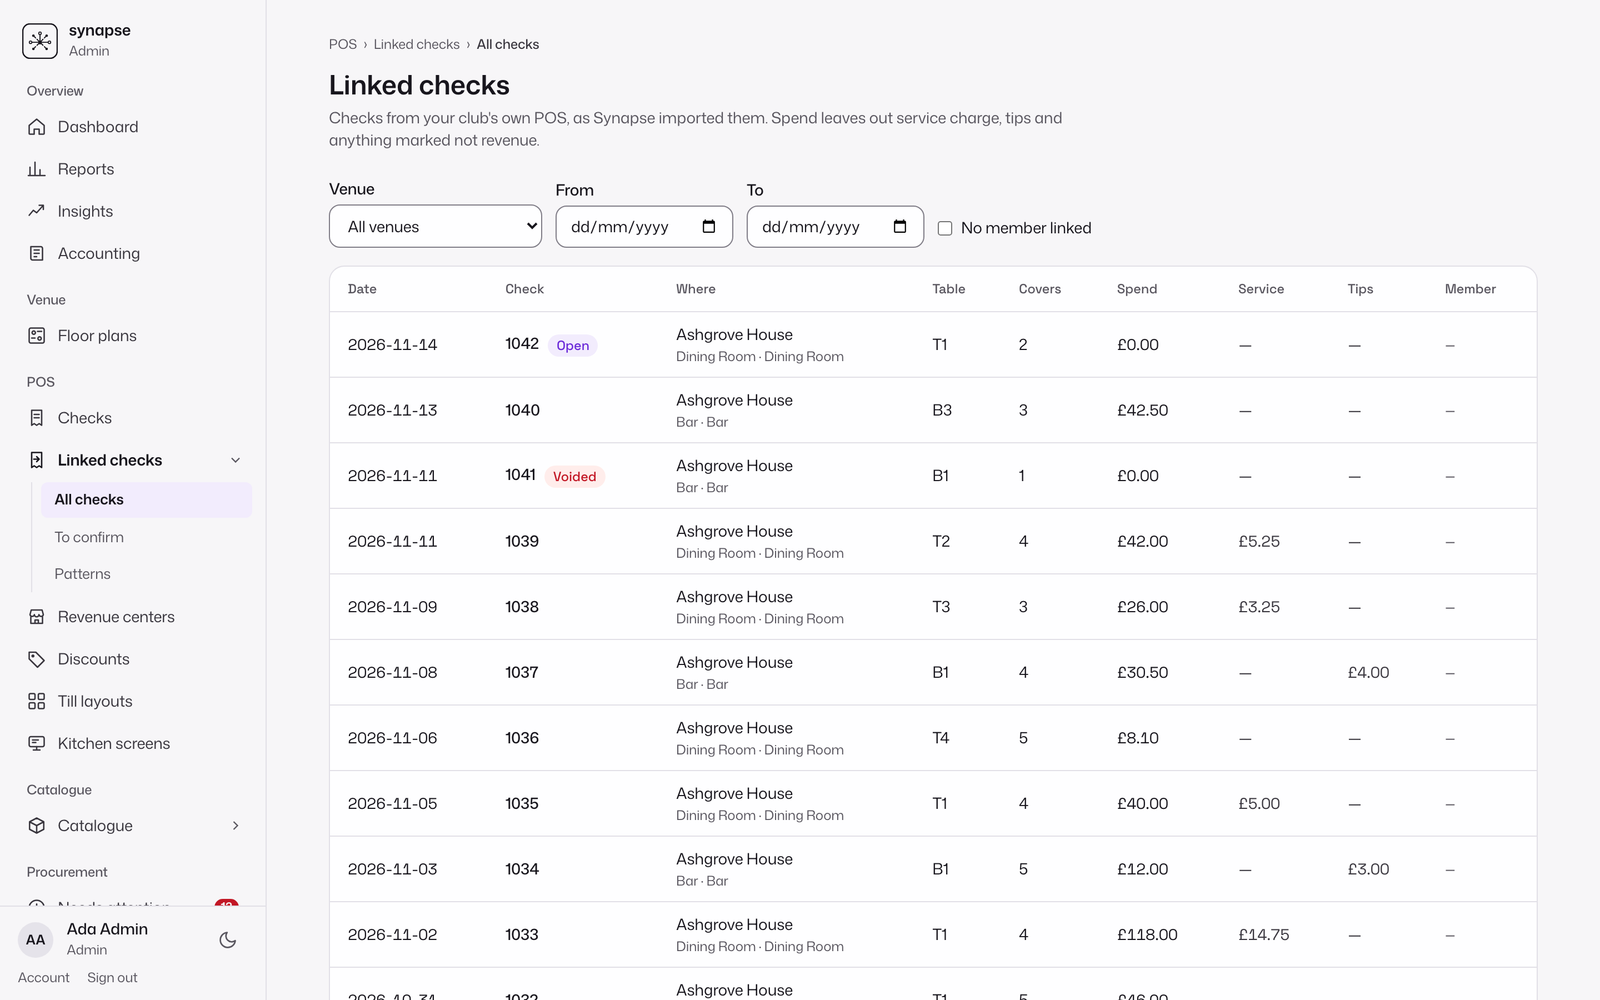 synapse
Admin
Overview
Dashboard
Reports
Insights
Accounting
Venue
Floor plans
POS
Checks
Linked checks
All checks
To confirm
Patterns
Revenue centers
Discounts
Till layouts
Kitchen screens
Catalogue
Catalogue
Procurement
Needs attention
AA
Ada Admin
Admin
Account Sign out
POS › Linked checks › All checks
Linked checks
Checks from your club's own POS, as Synapse imported them. Spend leaves out service charge, tips and
anything marked not revenue.
Venue From To
All venues dd/mm/yyyy dd/mm/yyyy No member linked
Date Check Where Table Covers Spend Service Tips Member
2026-11-14 1042 Open Ashgrove House T1 2 £0.00 — — –
Dining Room · Dining Room
2026-11-13 1040 Ashgrove House B3 3 £42.50 — — –
Bar · Bar
2026-11-11 1041 Voided Ashgrove House B1 1 £0.00 — — –
Bar · Bar
2026-11-11 1039 Ashgrove House T2 4 £42.00 £5.25 — –
Dining Room · Dining Room
2026-11-09 1038 Ashgrove House T3 3 £26.00 £3.25 — –
Dining Room · Dining Room
2026-11-08 1037 Ashgrove House B1 4 £30.50 — £4.00 –
Bar · Bar
2026-11-06 1036 Ashgrove House T4 5 £8.10 — — –
Dining Room · Dining Room
2026-11-05 1035 Ashgrove House T1 4 £40.00 £5.00 — –
Dining Room · Dining Room
2026-11-03 1034 Ashgrove House B1 5 £12.00 — £3.00 –
Bar · Bar
2026-11-02 1033 Ashgrove House T1 4 £118.00 £14.75 — –
Dining Room · Dining Room
2026-10-31 1032 Ashgrove House T1 5 £46.00